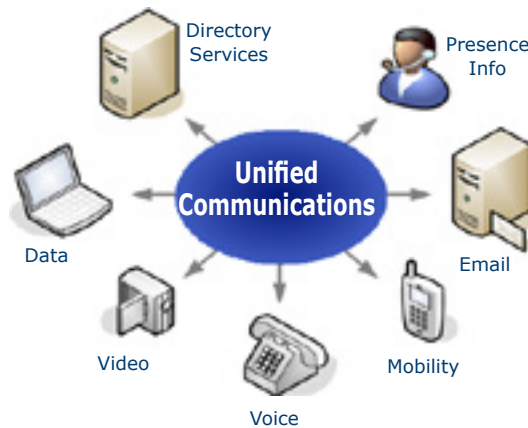 Directory
Services
Presence
Info
Unified
Communications
Data
Email
Video
Mobility
Voice